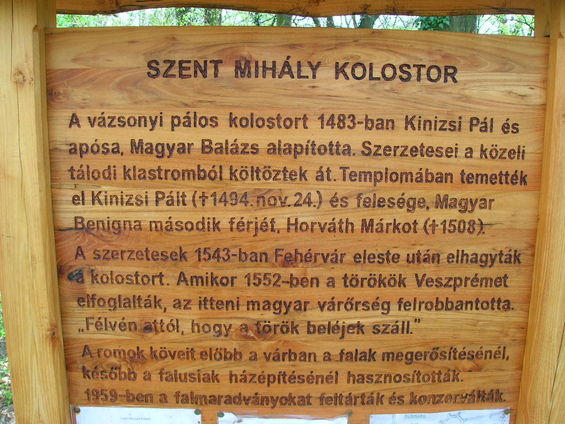 SZENT MIHÁLY KOLOSTOR
A vázsonyi pálos kolostort 1483-ban Kinizsi Pál és
apósa, Magyar Balázs alapította. Szerzetesei a közeli
tálodi klastromból költöztek át. Templomában temették
el Kinizsi Pált (†1494.nov.24.) és felesége, Magyar
Benigna második férjét, Horváth Márkot (†1508).
A szerzetesek 1543-ban Fehérvár eleste után elhagyták
a kolostort. Amikor 1552-ben a törökök Veszprémet
elfoglalták, az itteni magyar várőrség felrobbantotta.
„Félvén attól, hogy a török beléjek száll.”
A romok köveit előbb a várban a falak megerősítésénél,
később a falusiak házépítésénél hasznosították.
1959-ben a falmaradványokat feltárták és konzerválták.